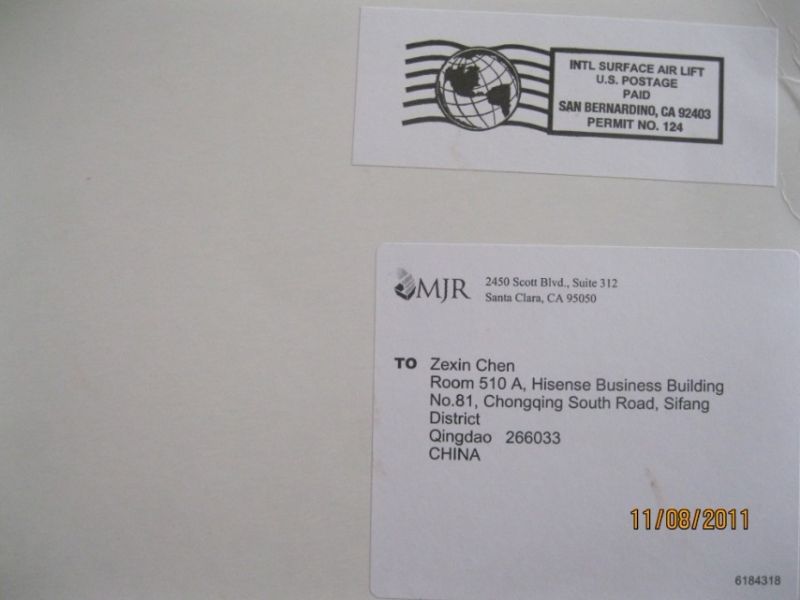 INTL SURFACE AIR LIFT
U.S. POSTAGE
PAID
SAN BERNARDINO, CA 92403
PERMIT NO. 124
MJR
2450 Scott Blvd., Suite 312
Santa Clara, CA 95050
TO Zexin Chen
Room 510 A, Hisense Business Building
No.81, Chongqing South Road, Sifang
District
Qingdao 266033
CHINA
11/08/2011
6184318